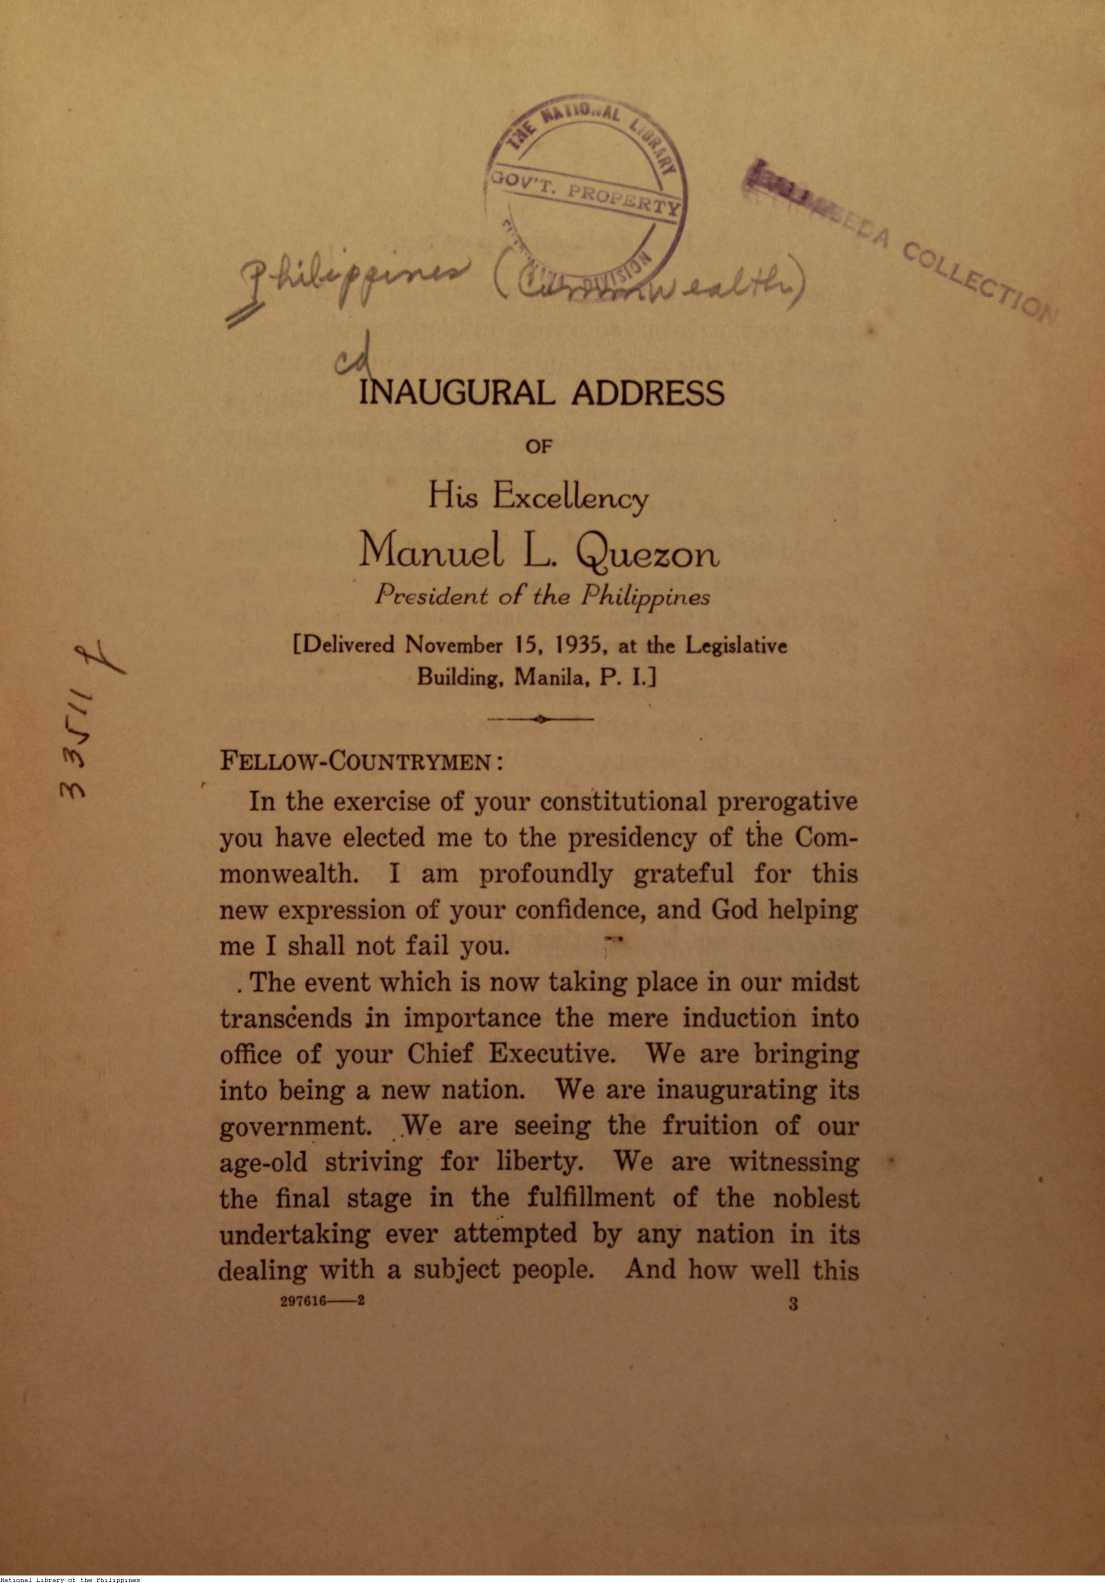 THE NATIONAL LIBRARY
GOV'T. PROPERTY
DIVISION
COLLECTION
Philippines (Commonwealth)
cd
INAUGURAL ADDRESS
OF
His Excellency
Manuel L. Quezon
President of the Philippines
[Delivered November 15, 1935, at the Legislative
Building, Manila, P. I.]
33511
FELLOW-COUNTRYMEN:
In the exercise of your constitutional prerogative
you have elected me to the presidency of the Com-
monwealth. I am profoundly grateful for this
new expression of your confidence, and God helping
me I shall not fail you.
The event which is now taking place in our midst
transcends in importance the mere induction into
office of your Chief Executive. We are bringing
into being a new nation. We are inaugurating its
government. We are seeing the fruition of our
age-old striving for liberty. We are witnessing
the final stage in the fulfillment of the noblest
undertaking ever attempted by any nation in its
dealing with a subject people. And how well this
297616——2
3
National Library of the Philippines